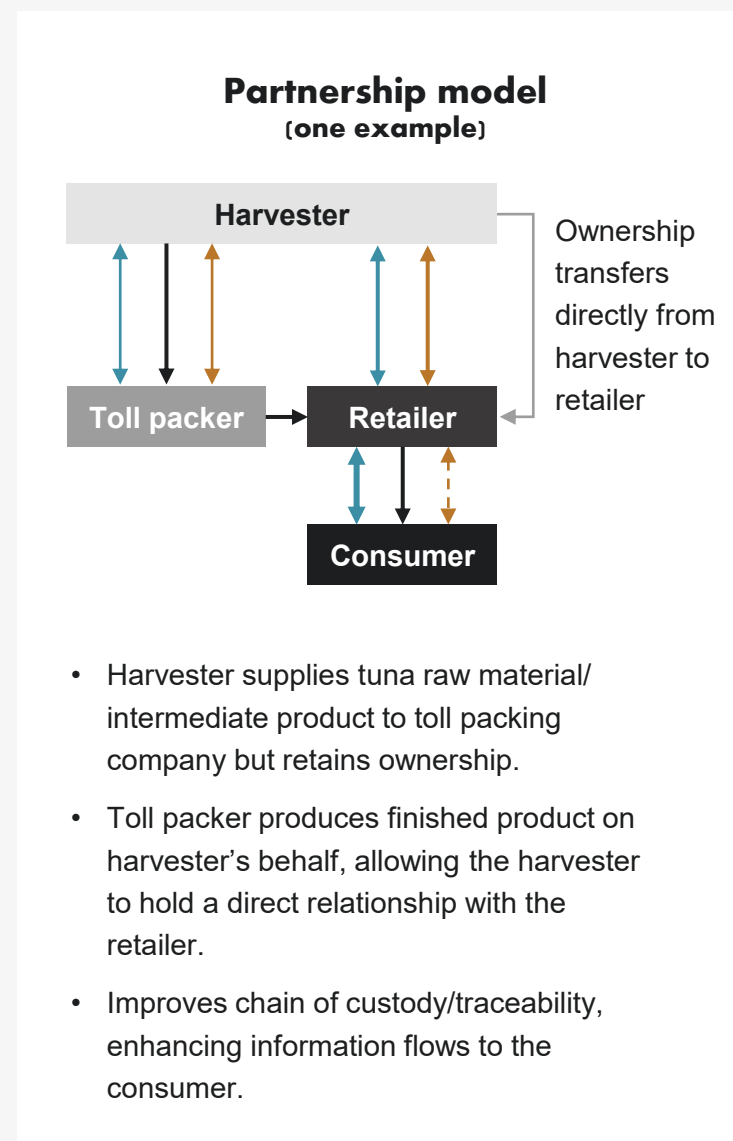 Partnership model
(one example)
Harvester
Ownership
transfers
directly from
harvester to
retailer
Toll packer
Retailer
Consumer
• Harvester supplies tuna raw material/
intermediate product to toll packing
company but retains ownership.
• Toll packer produces finished product on
harvester’s behalf, allowing the harvester
to hold a direct relationship with the
retailer.
• Improves chain of custody/traceability,
enhancing information flows to the
consumer.